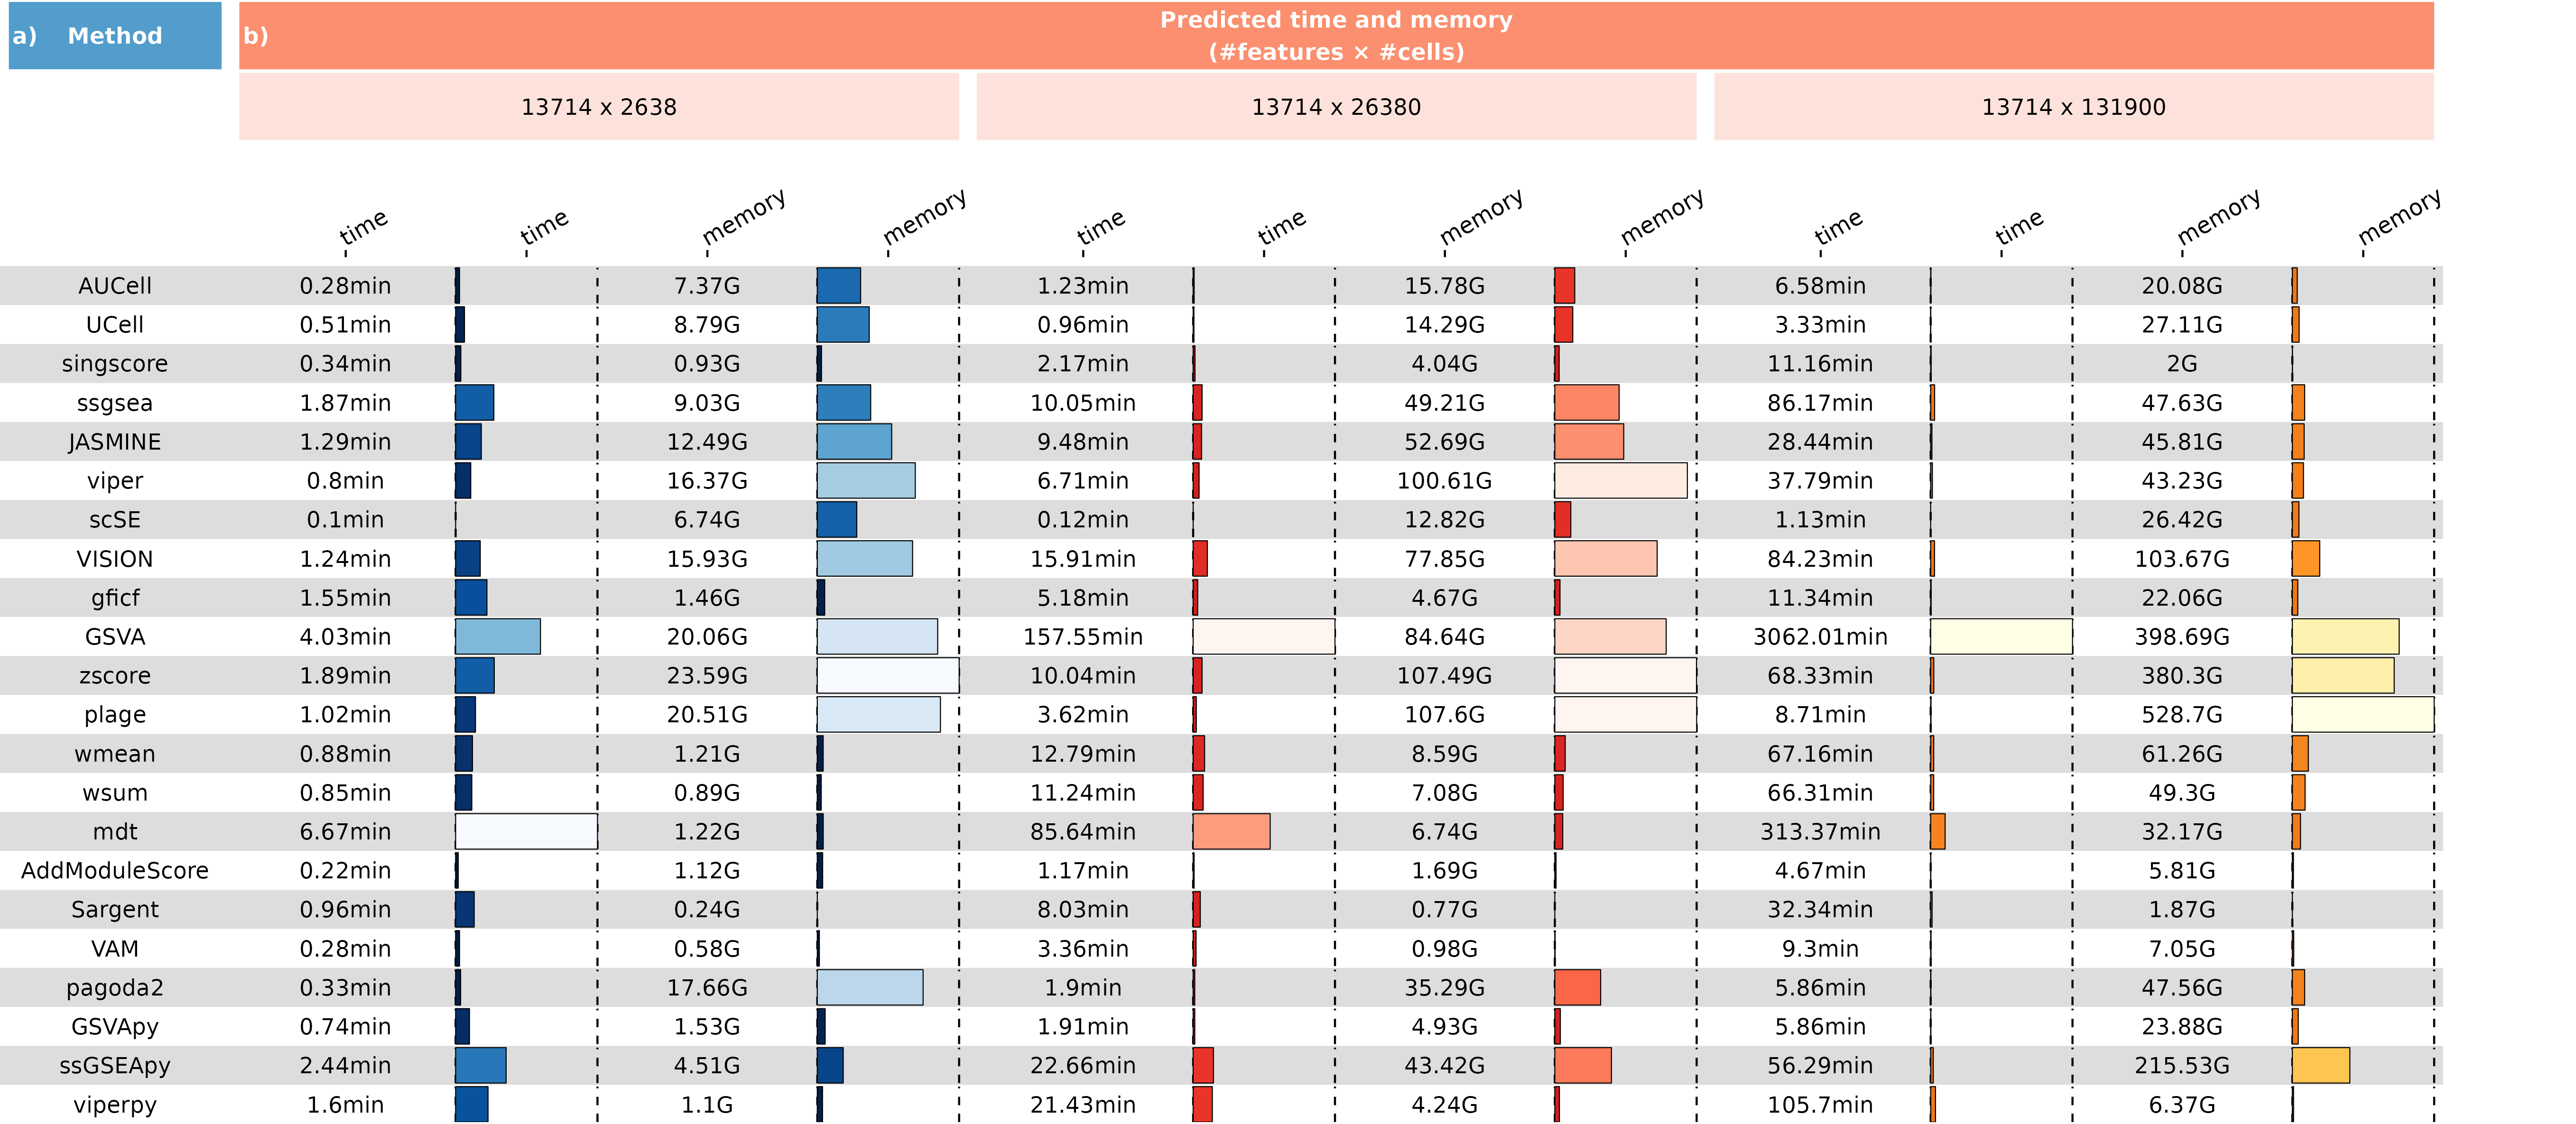 a) Method
b) Predicted time and memory
(#features × #cells)
13714 x 2638 13714 x 26380 13714 x 131900
time time memory memory time time memory memory time time memory memory
AUCell 0.28min 7.37G 1.23min 15.78G 6.58min 20.08G
UCell 0.51min 8.79G 0.96min 14.29G 3.33min 27.11G
singscore 0.34min 0.93G 2.17min 4.04G 11.16min 2G
ssgsea 1.87min 9.03G 10.05min 49.21G 86.17min 47.63G
JASMINE 1.29min 12.49G 9.48min 52.69G 28.44min 45.81G
viper 0.8min 16.37G 6.71min 100.61G 37.79min 43.23G
scSE 0.1min 6.74G 0.12min 12.82G 1.13min 26.42G
VISION 1.24min 15.93G 15.91min 77.85G 84.23min 103.67G
gficf 1.55min 1.46G 5.18min 4.67G 11.34min 22.06G
GSVA 4.03min 20.06G 157.55min 84.64G 3062.01min 398.69G
zscore 1.89min 23.59G 10.04min 107.49G 68.33min 380.3G
plage 1.02min 20.51G 3.62min 107.6G 8.71min 528.7G
wmean 0.88min 1.21G 12.79min 8.59G 67.16min 61.26G
wsum 0.85min 0.89G 11.24min 7.08G 66.31min 49.3G
mdt 6.67min 1.22G 85.64min 6.74G 313.37min 32.17G
AddModuleScore 0.22min 1.12G 1.17min 1.69G 4.67min 5.81G
Sargent 0.96min 0.24G 8.03min 0.77G 32.34min 1.87G
VAM 0.28min 0.58G 3.36min 0.98G 9.3min 7.05G
pagoda2 0.33min 17.66G 1.9min 35.29G 5.86min 47.56G
GSVApy 0.74min 1.53G 1.91min 4.93G 5.86min 23.88G
ssGSEApy 2.44min 4.51G 22.66min 43.42G 56.29min 215.53G
viperpy 1.6min 1.1G 21.43min 4.24G 105.7min 6.37G